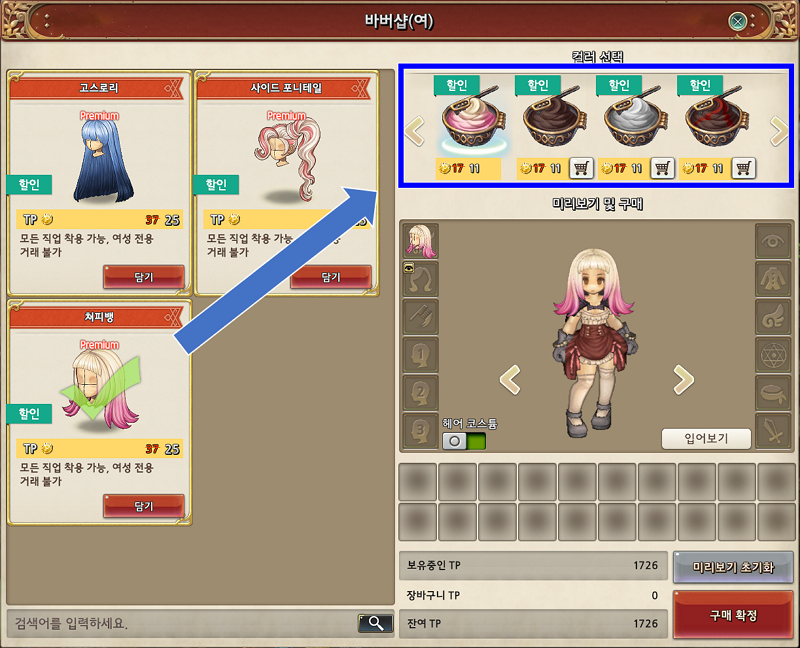 바버샵(여)
고스로리
Premium
할인
TP 37 25
모든 직업 착용 가능, 여성 전용
거래 불가
담기
사이드 포니테일
Premium
할인
TP
모든 직업 착용 가능
거래 불가
담기
쳐피뱅
Premium
할인
TP 37 25
모든 직업 착용 가능, 여성 전용
거래 불가
담기
검색어를 입력하세요.
컬러 선택
할인 할인 할인 할인
17 11 17 11 17 11 17 11
미리보기 및 구매
1
2
3
헤어 코스튬
입어보기
보유중인 TP 1726
장바구니 TP 0
잔여 TP 1726
미리보기 초기화
구매 확정